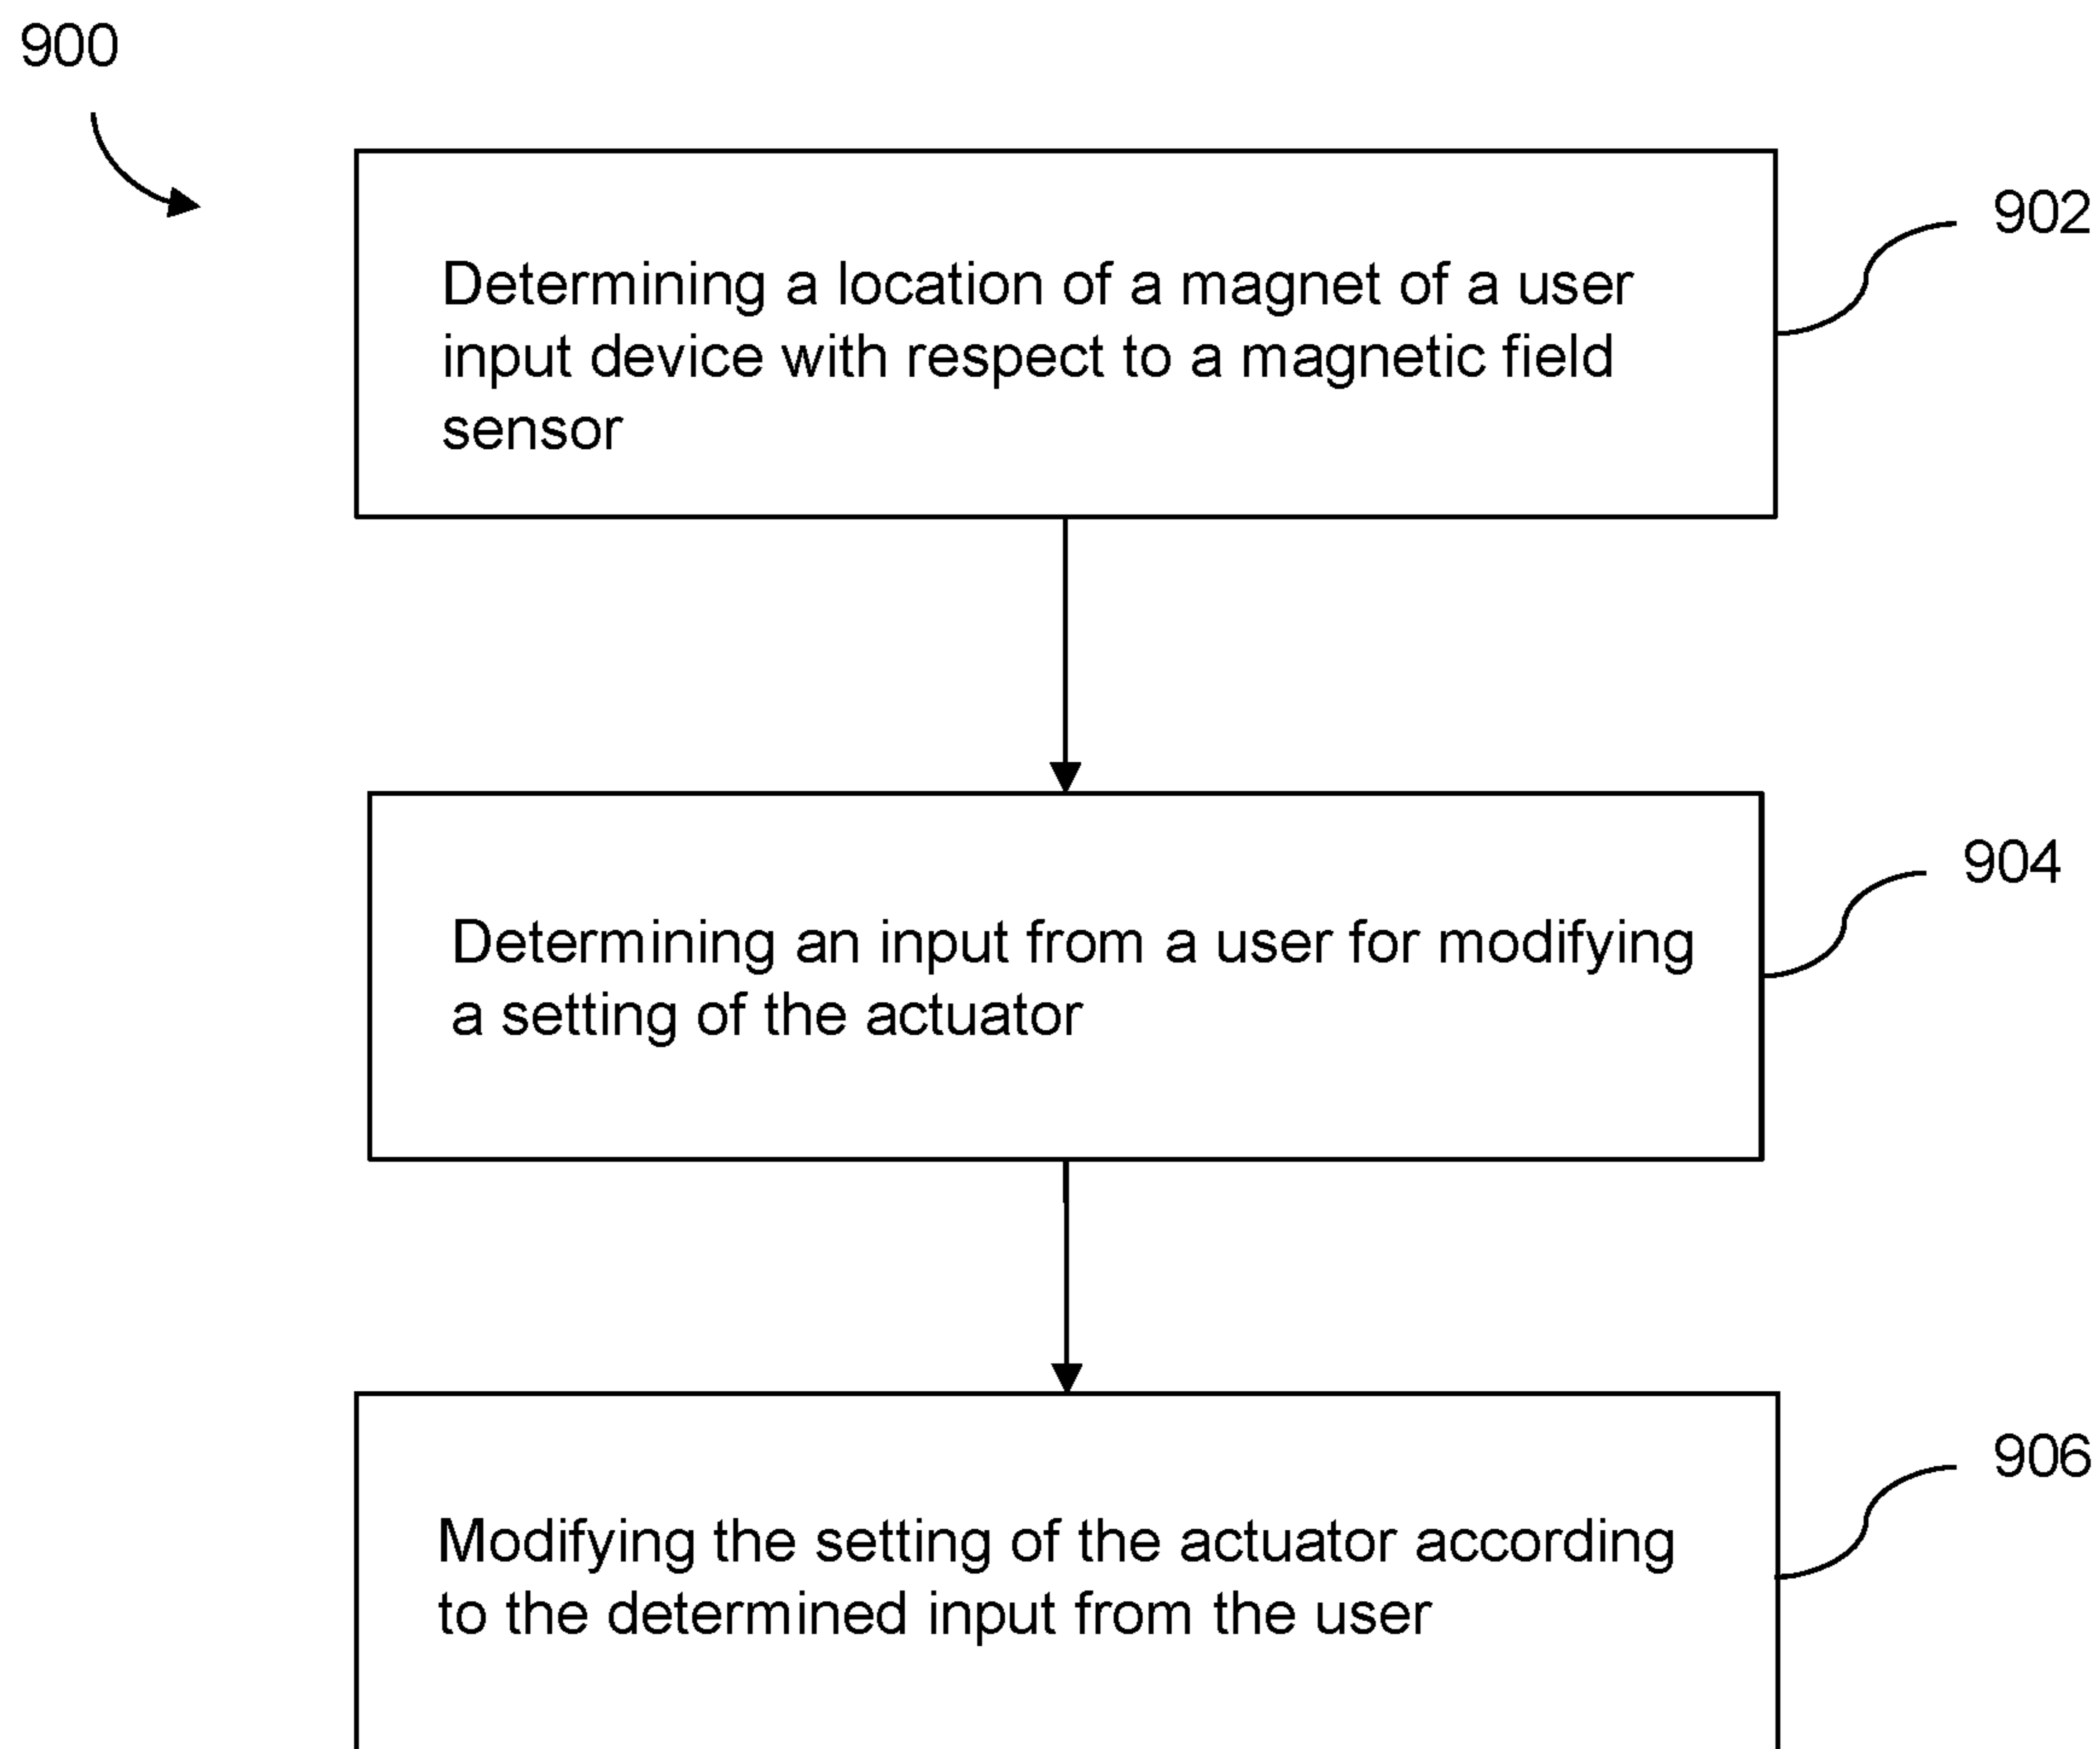 900
902
Determining a location of a magnet of a user
input device with respect to a magnetic field
sensor
904
Determining an input from a user for modifying
a setting of the actuator
906
Modifying the setting of the actuator according
to the determined input from the user